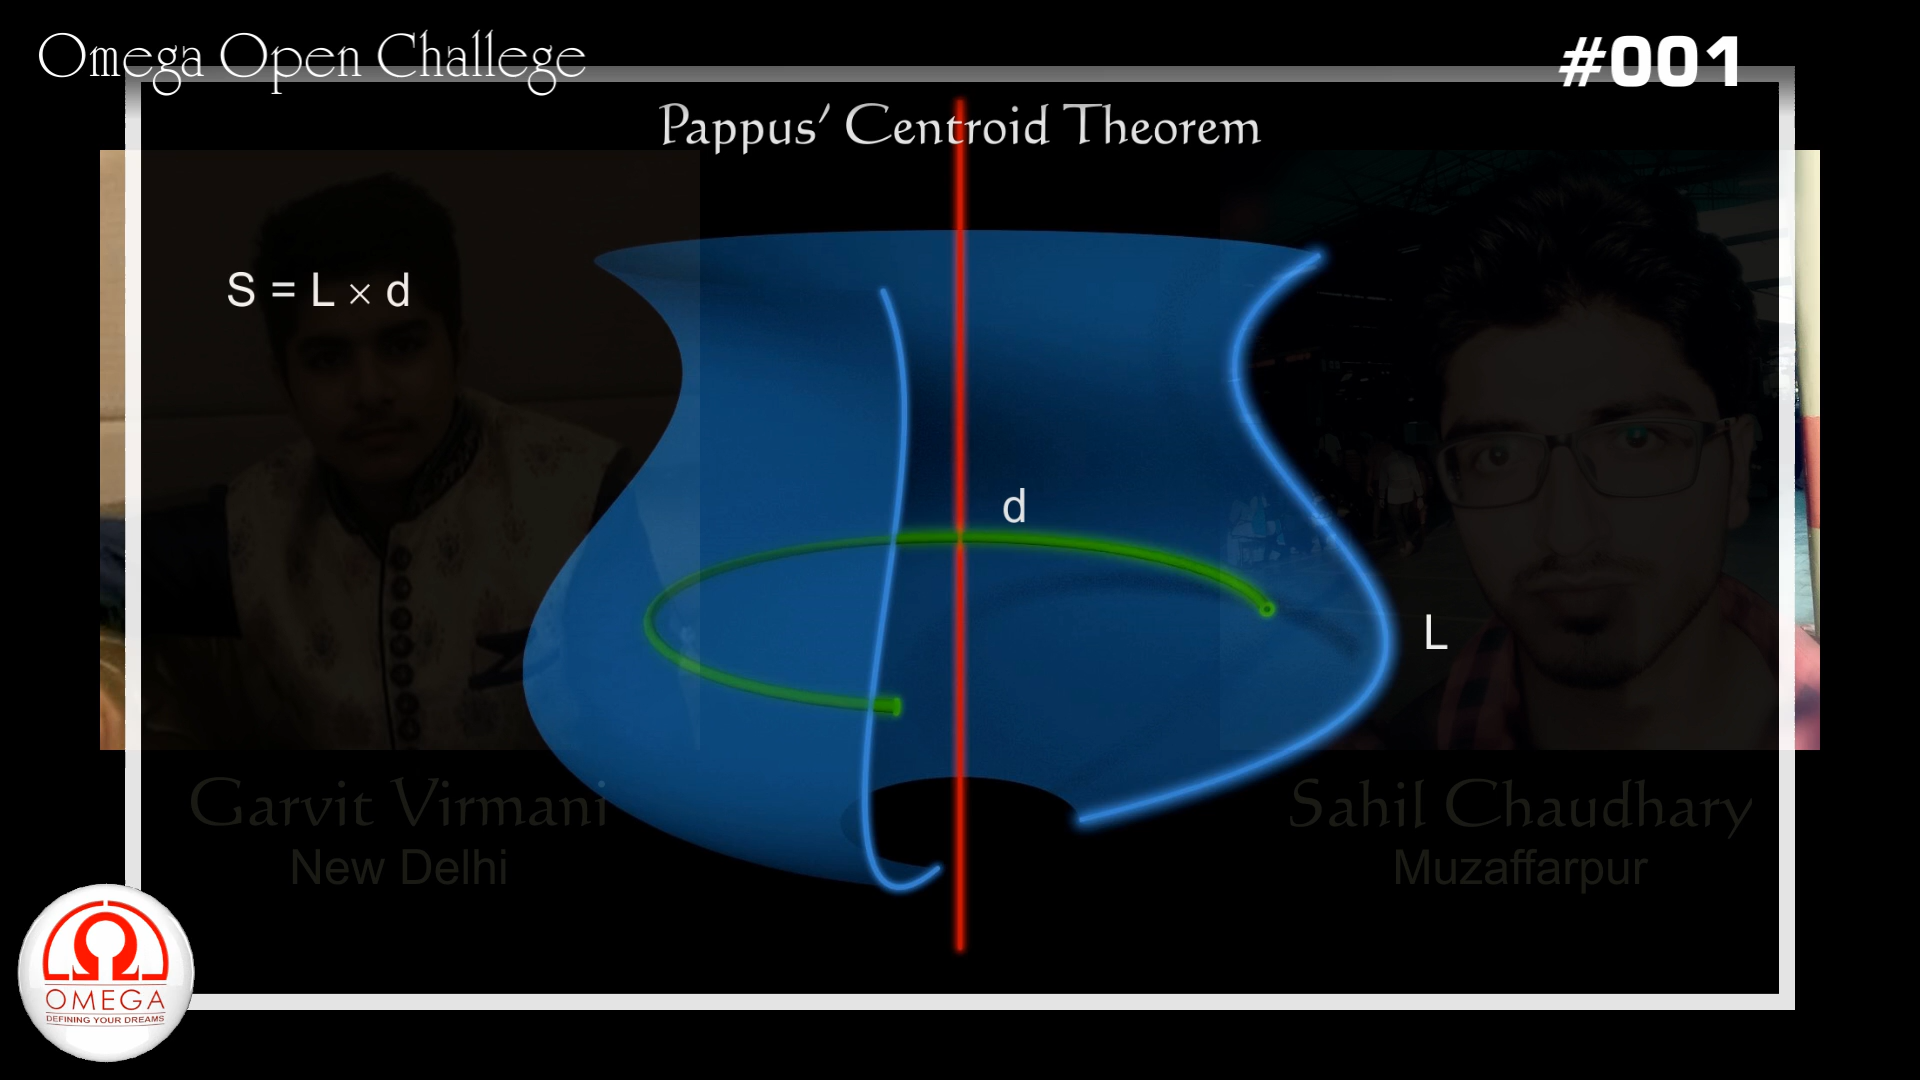 Omega Open Challege
#001
Pappus' Centroid Theorem
S = L × d
d
L
Garvit Virmani
New Delhi
Sahil Chaudhary
Muzaffarpur
OMEGA
DEFINING YOUR DREAMS